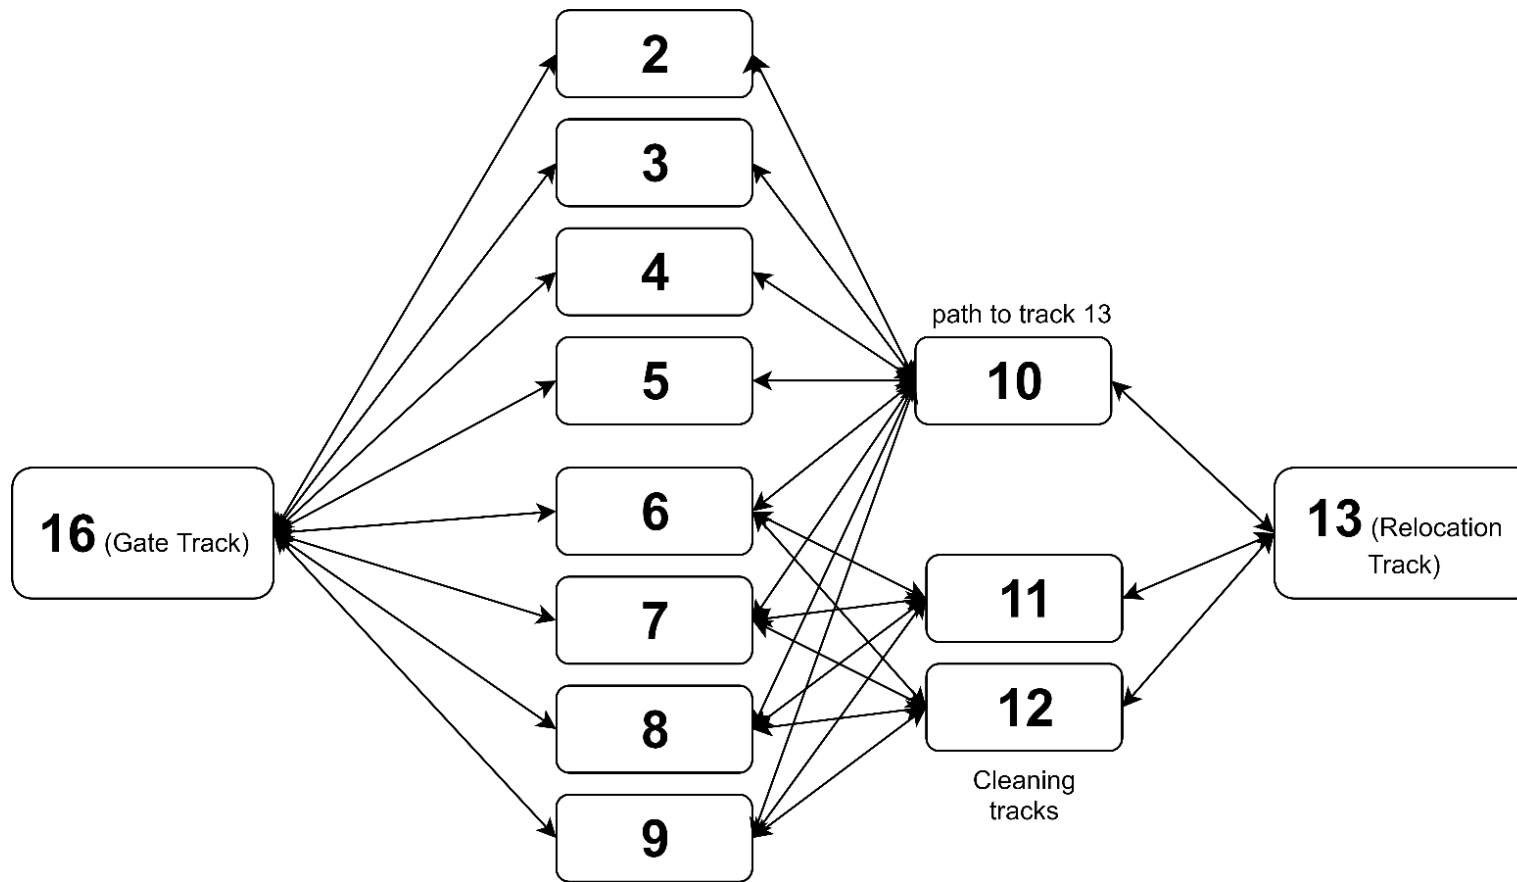 2
3
4
path to track 13
5
10
16 (Gate Track)
6
13 (Relocation
Track)
7
11
8
12
Cleaning
tracks
9